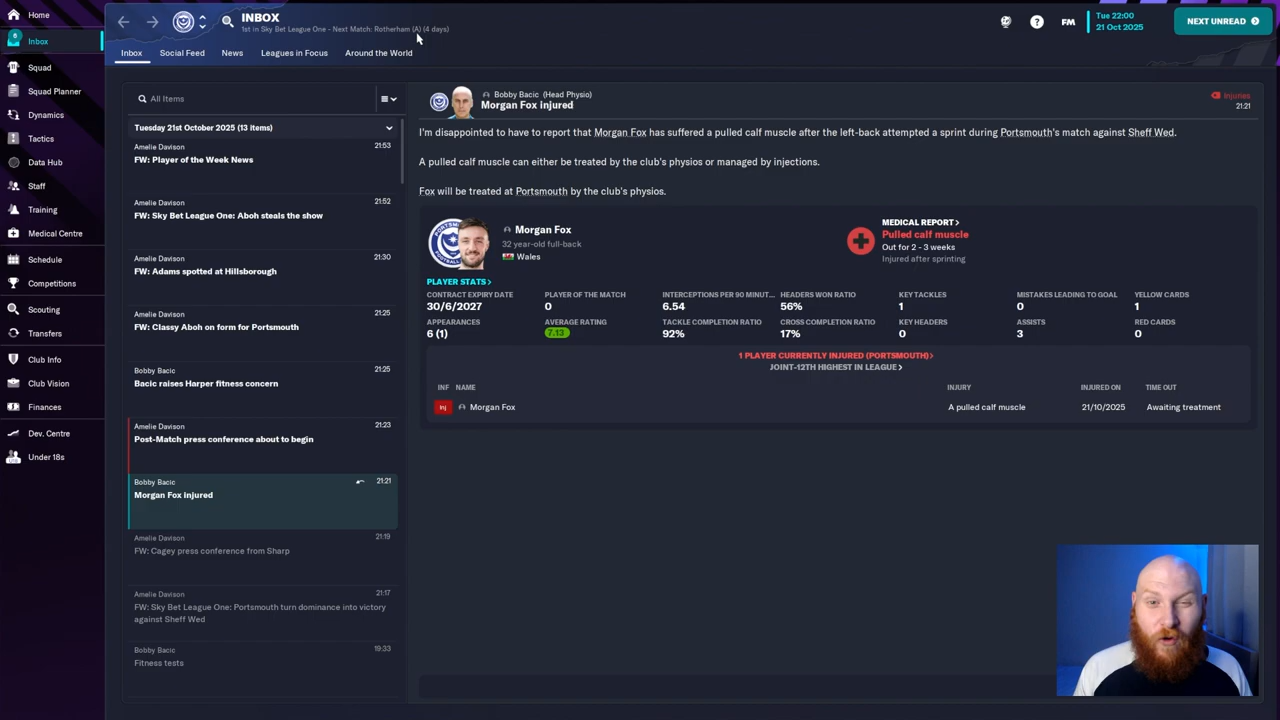 Home
6
Inbox
Squad
Squad Planner
Dynamics
Tactics
Data Hub
Staff
Training
Medical Centre
Schedule
Competitions
Scouting
Transfers
Club Info
Club Vision
Finances
Dev. Centre
Under 18s
INBOX
1st in Sky Bet League One - Next Match: Rotherham (A) (4 days)
FM
Tue 22:00
21 Oct 2025
NEXT UNREAD >
Inbox
Social Feed
News
Leagues in Focus
Around the World
All Items
Tuesday 21st October 2025 (13 items)
Amelie Davison 21:53
FW: Player of the Week News
Amelie Davison 21:52
FW: Sky Bet League One: Aboh steals the show
Amelie Davison 21:30
FW: Adams spotted at Hillsborough
Amelie Davison 21:25
FW: Classy Aboh on form for Portsmouth
Bobby Bacic 21:25
Bacic raises Harper fitness concern
Amelie Davison 21:23
Post-Match press conference about to begin
Bobby Bacic 21:21
Morgan Fox injured
Amelie Davison 21:19
FW: Cagey press conference from Sharp
Amelie Davison 21:17
FW: Sky Bet League One: Portsmouth turn dominance into victory
against Sheff Wed
Bobby Bacic 19:33
Fitness tests
Bobby Bacic (Head Physio)
Morgan Fox injured
Injuries
21:21
I'm disappointed to have to report that Morgan Fox has suffered a pulled calf muscle after the left-back attempted a sprint during Portsmouth's match against Sheff Wed.
A pulled calf muscle can either be treated by the club's physios or managed by injections.
Fox will be treated at Portsmouth by the club's physios.
Morgan Fox
32 year-old full-back
Wales
MEDICAL REPORT >
Pulled calf muscle
Out for 2 - 3 weeks
Injured after sprinting
PLAYER STATS >
CONTRACT EXPIRY DATE PLAYER OF THE MATCH INTERCEPTIONS PER 90 MINUT... HEADERS WON RATIO KEY TACKLES MISTAKES LEADING TO GOAL YELLOW CARDS
30/6/2027 0 6.54 56% 1 0 1
APPEARANCES AVERAGE RATING TACKLE COMPLETION RATIO CROSS COMPLETION RATIO KEY HEADERS ASSISTS RED CARDS
6 (1) 7.13 92% 17% 0 3 0
1 PLAYER CURRENTLY INJURED (PORTSMOUTH) >
JOINT-12TH HIGHEST IN LEAGUE >
INF NAME INJURY INJURED ON TIME OUT
Inj Morgan Fox A pulled calf muscle 21/10/2025 Awaiting treatment